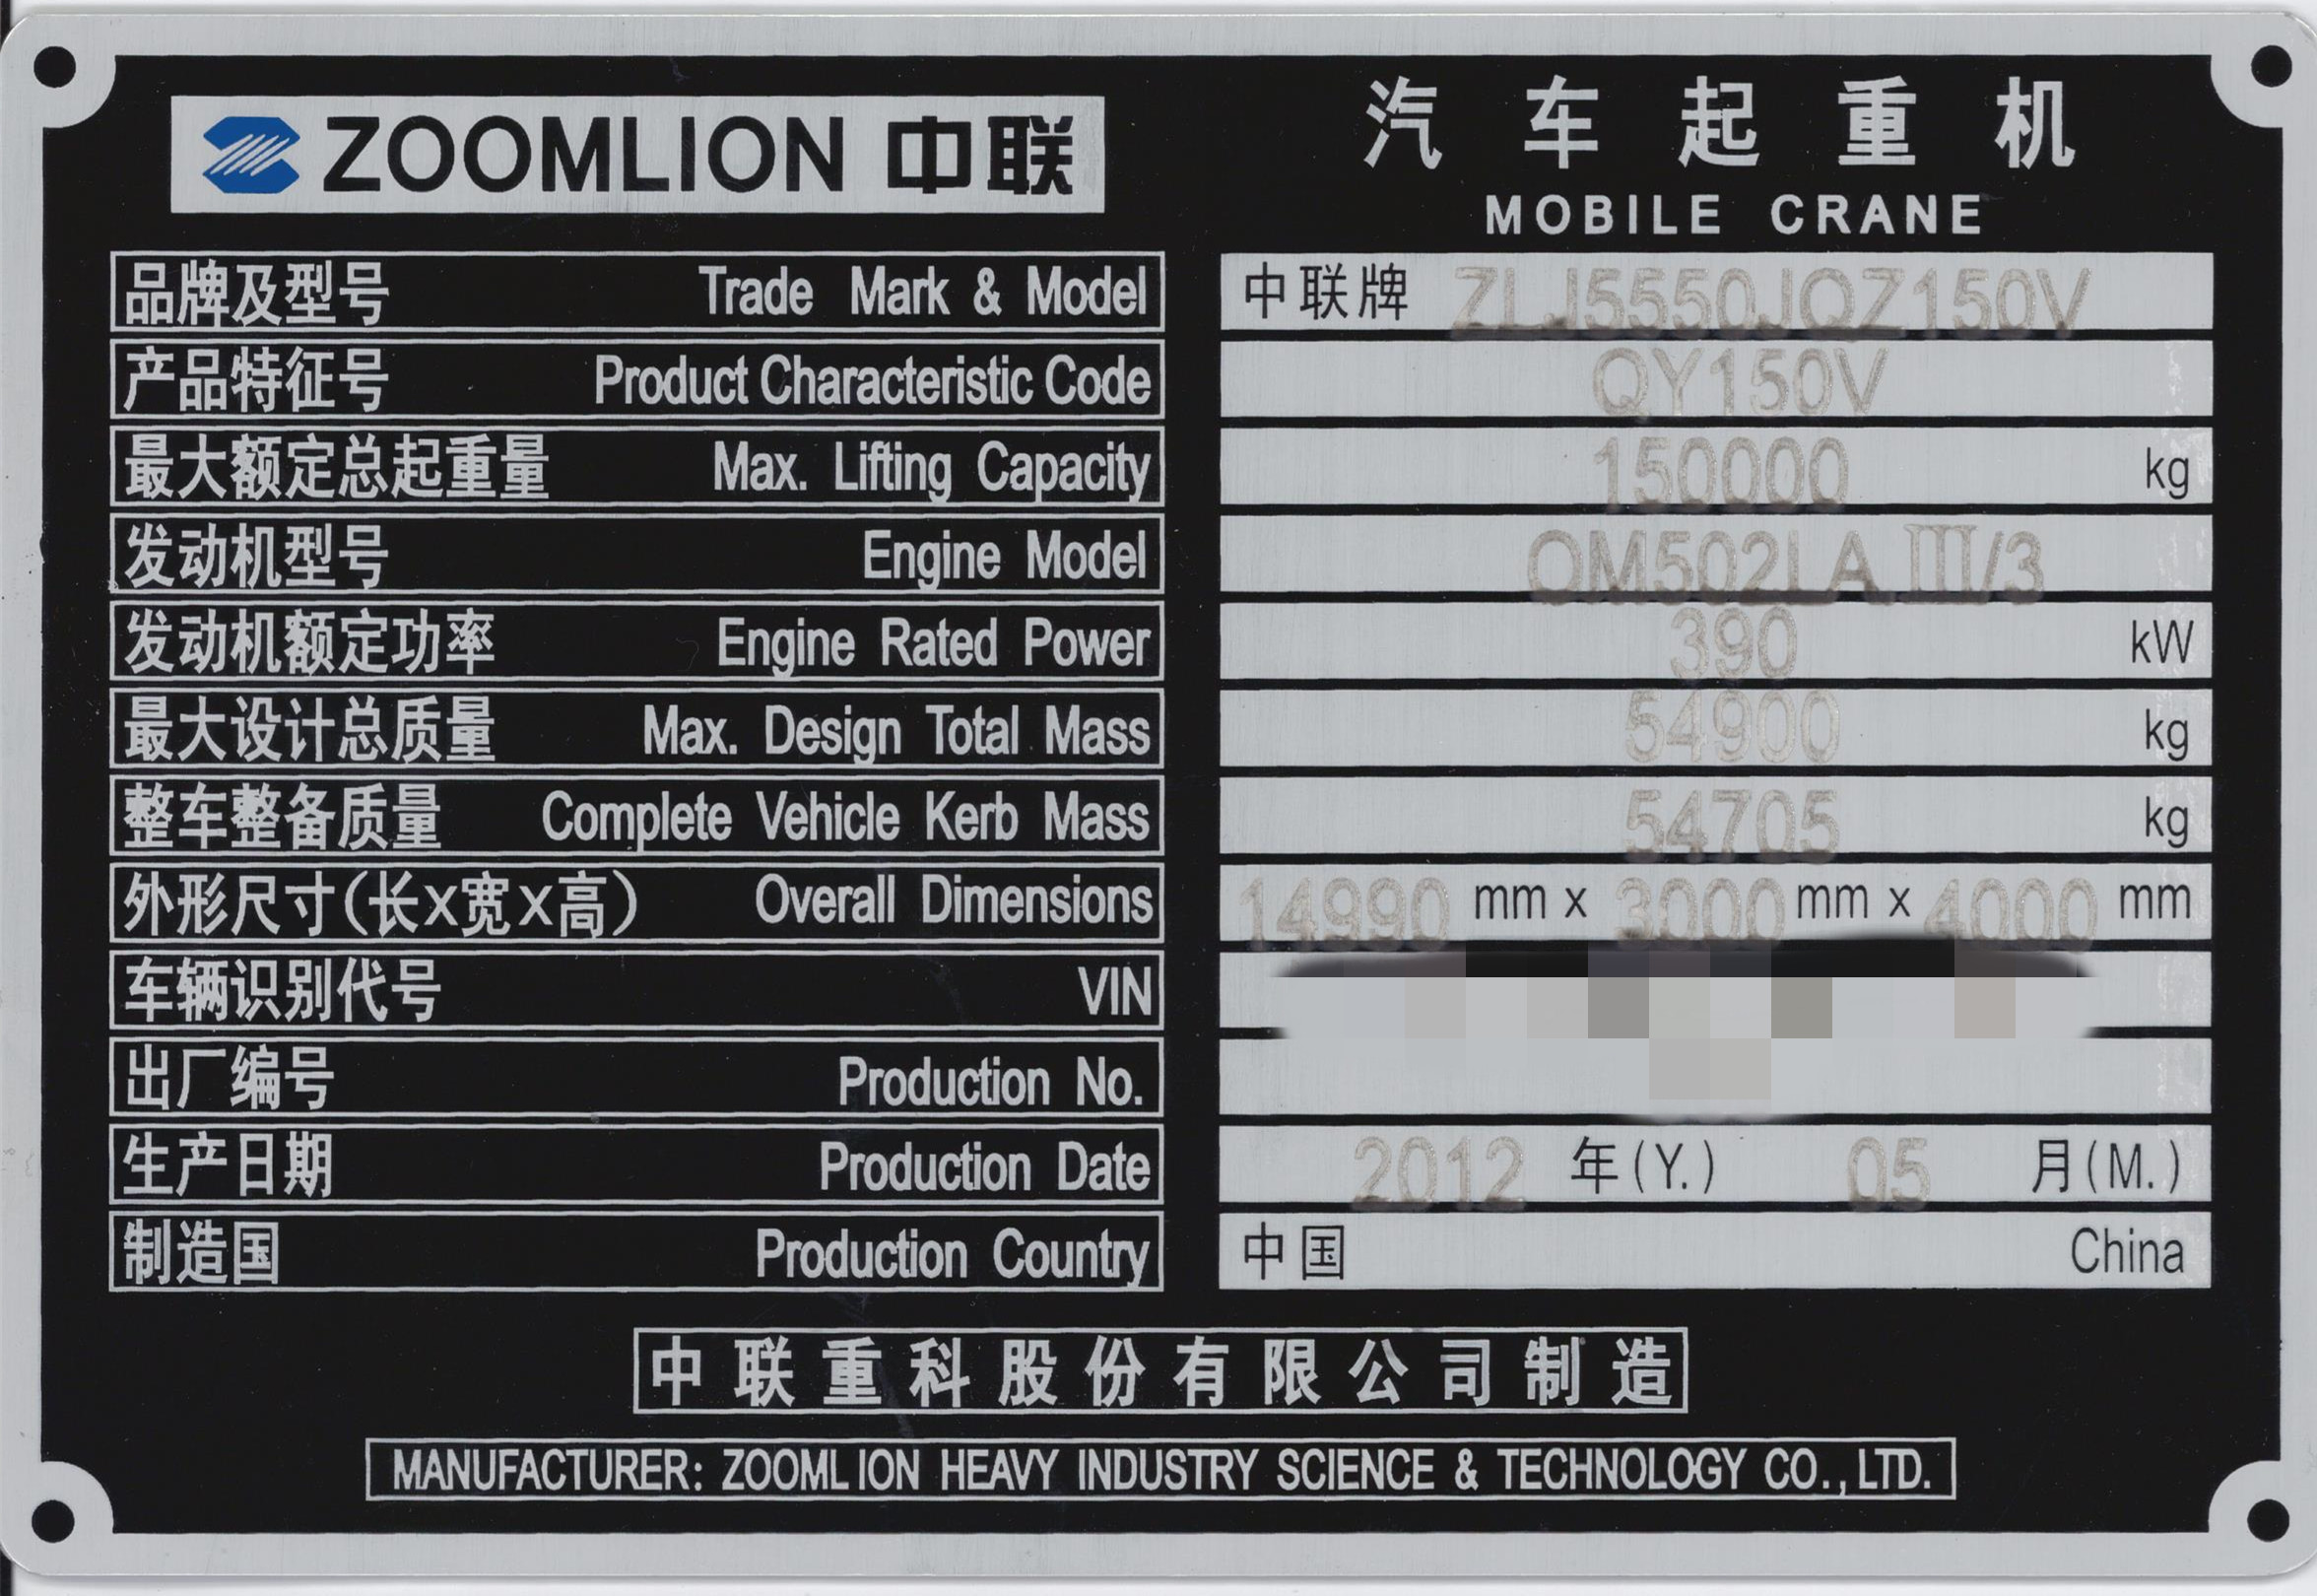 ZOOMLION 中联
汽车起重机
MOBILE CRANE
品牌及型号 Trade Mark & Model 中联牌 ZLJ5550JQZ150V
产品特征号 Product Characteristic Code QY150V
最大额定总起重量 Max. Lifting Capacity 150000 kg
发动机型号 Engine Model OM502LA III/3
发动机额定功率 Engine Rated Power 390 kW
最大设计总质量 Max. Design Total Mass 54900 kg
整车整备质量 Complete Vehicle Kerb Mass 54705 kg
外形尺寸(长X宽X高) Overall Dimensions 14990 mm x 3000 mm x 4000 mm
车辆识别代号 VIN
出厂编号 Production No.
生产日期 Production Date 2012 年(Y.) 05 月(M.)
制造国 Production Country 中国 China
中联重科股份有限公司制造
MANUFACTURER: ZOOMLION HEAVY INDUSTRY SCIENCE & TECHNOLOGY CO., LTD.